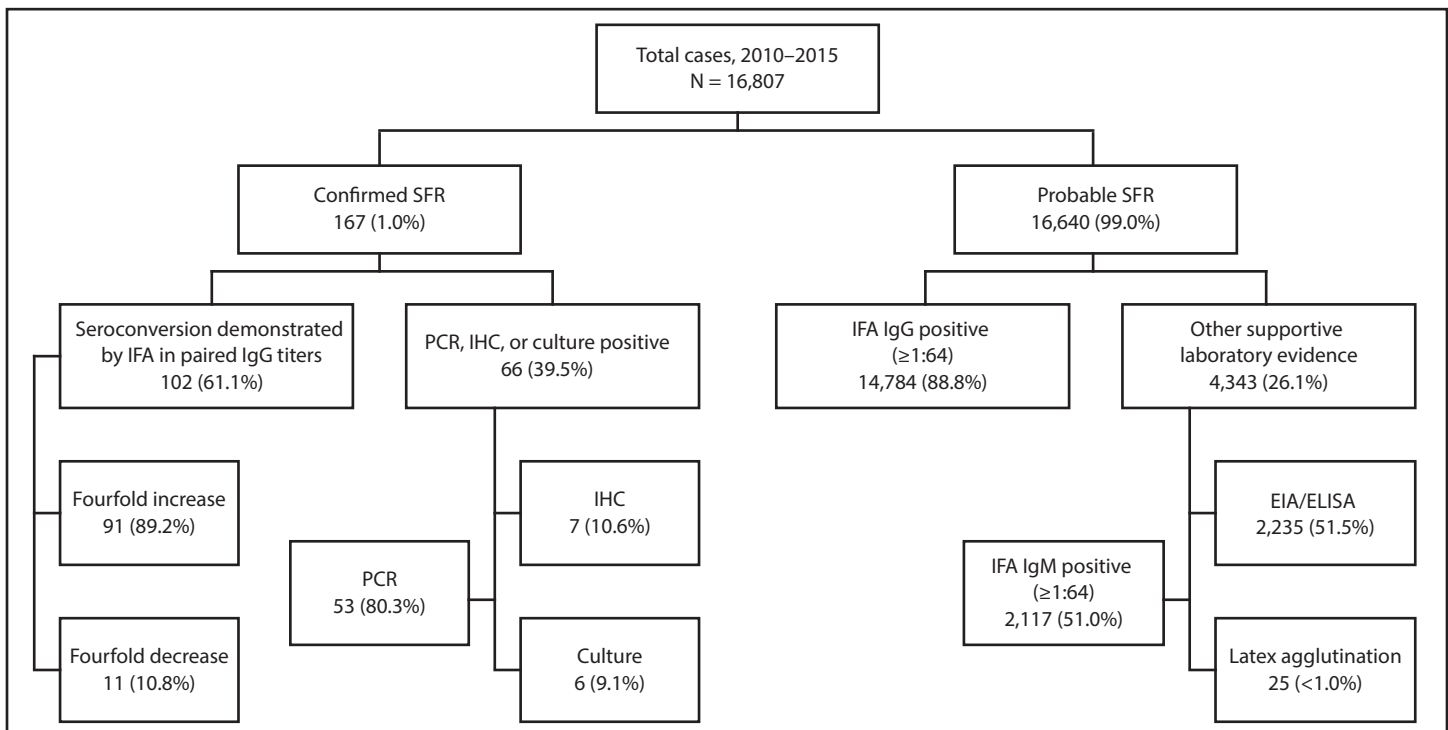 Total cases, 2010–2015
N = 16,807
Confirmed SFR
167 (1.0%)
Probable SFR
16,640 (99.0%)
Seroconversion demonstrated
by IFA in paired IgG titers
102 (61.1%)
PCR, IHC, or culture positive
66 (39.5%)
IFA IgG positive
(≥1:64)
14,784 (88.8%)
Other supportive
laboratory evidence
4,343 (26.1%)
Fourfold increase
91 (89.2%)
IHC
7 (10.6%)
EIA/ELISA
2,235 (51.5%)
PCR
53 (80.3%)
IFA IgM positive
(≥1:64)
2,117 (51.0%)
Fourfold decrease
11 (10.8%)
Culture
6 (9.1%)
Latex agglutination
25 (<1.0%)